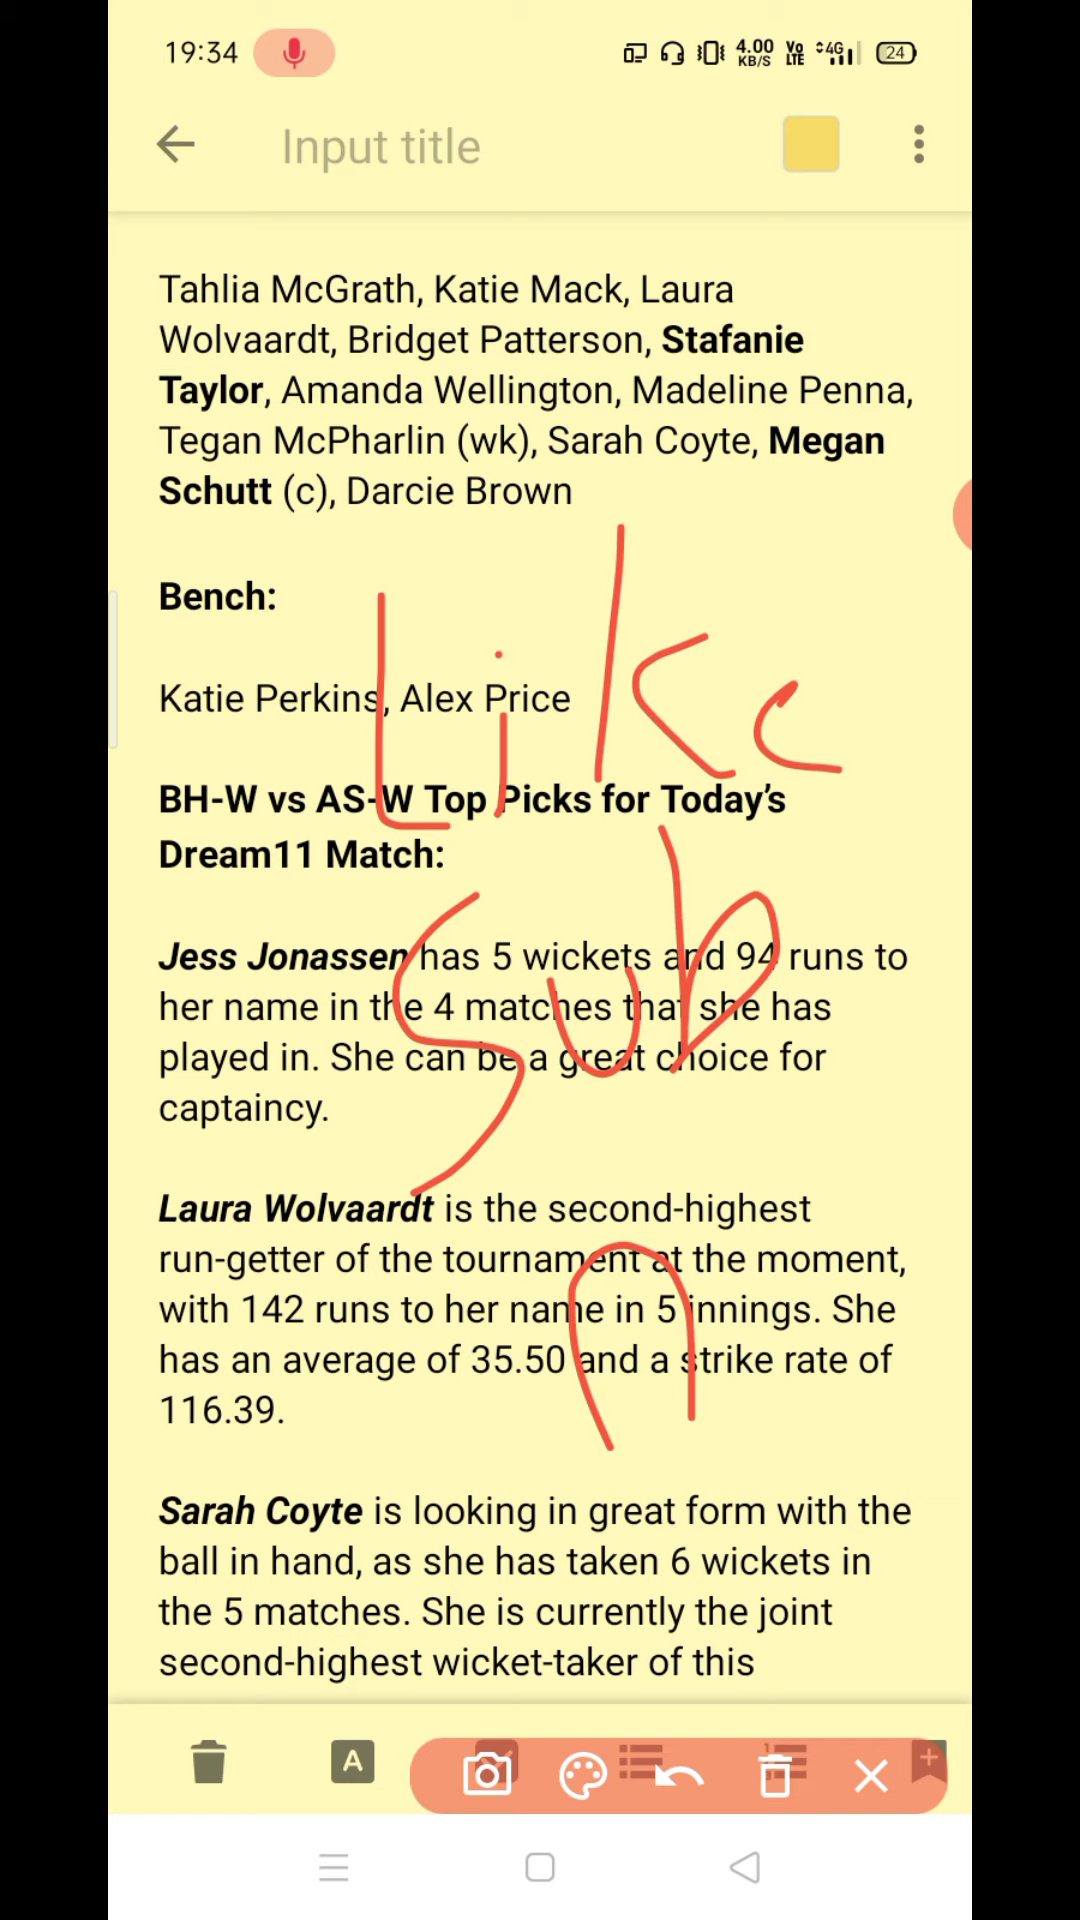 19:34 4.00 KB/S Vo LTE 4G 24
Input title
Tahlia McGrath, Katie Mack, Laura
Wolvaardt, Bridget Patterson, Stafanie
Taylor, Amanda Wellington, Madeline Penna,
Tegan McPharlin (wk), Sarah Coyte, Megan
Schutt (c), Darcie Brown
Bench:
Like
Katie Perkins, Alex Price
BH-W vs AS-W Top Picks for Today's
Dream11 Match:
Sub
Jess Jonassen has 5 wickets and 94 runs to
her name in the 4 matches that she has
played in. She can be a great choice for
captaincy.
Laura Wolvaardt is the second-highest
run-getter of the tournament at the moment,
with 142 runs to her name in 5 innings. She
has an average of 35.50 and a strike rate of
116.39.
Sarah Coyte is looking in great form with the
ball in hand, as she has taken 6 wickets in
the 5 matches. She is currently the joint
second-highest wicket-taker of this
A